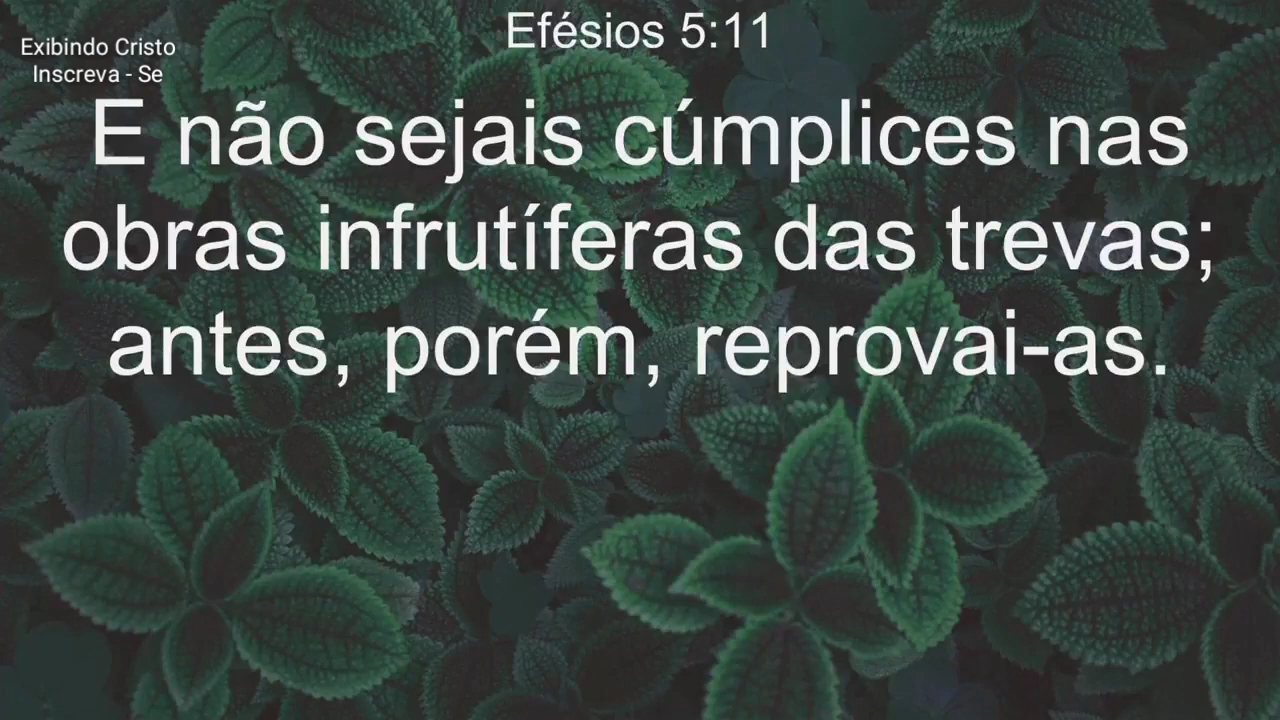 Efésios 5:11
Exibindo Cristo
Inscreva - Se
E não sejais cúmplices nas
obras infrutíferas das trevas;
antes, porém, reprovai-as.